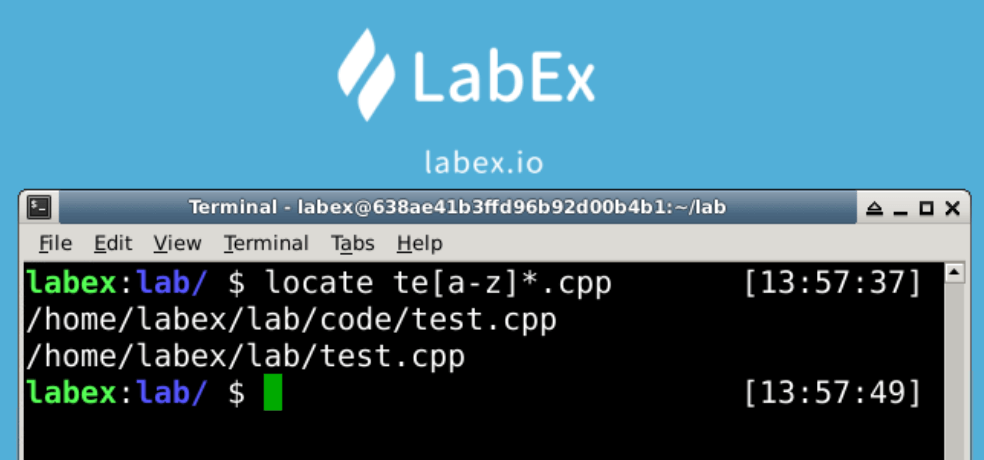 LabEx
labex.io
Terminal - labex@638ae41b3ffd96b92d00b4b1:~/lab
File Edit View Terminal Tabs Help
labex:lab/ $ locate te[a-z]*.cpp [13:57:37]
/home/labex/lab/code/test.cpp
/home/labex/lab/test.cpp
labex:lab/ $ [13:57:49]